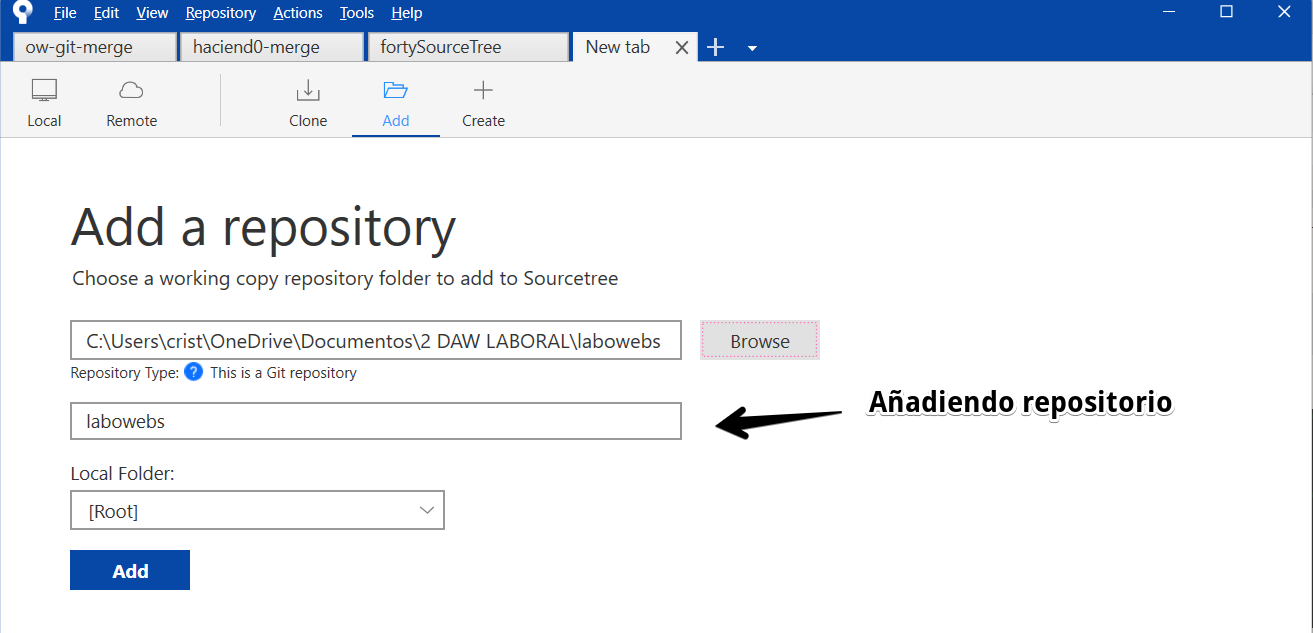 File Edit View Repository Actions Tools Help
ow-git-merge haciend0-merge fortySourceTree New tab
Local Remote Clone Add Create
Add a repository
Choose a working copy repository folder to add to Sourcetree
C:\Users\crist\OneDrive\Documentos\2 DAW LABORAL\labowebs Browse
Repository Type: ? This is a Git repository
Añadiendo repositorio
labowebs
Local Folder:
[Root]
Add